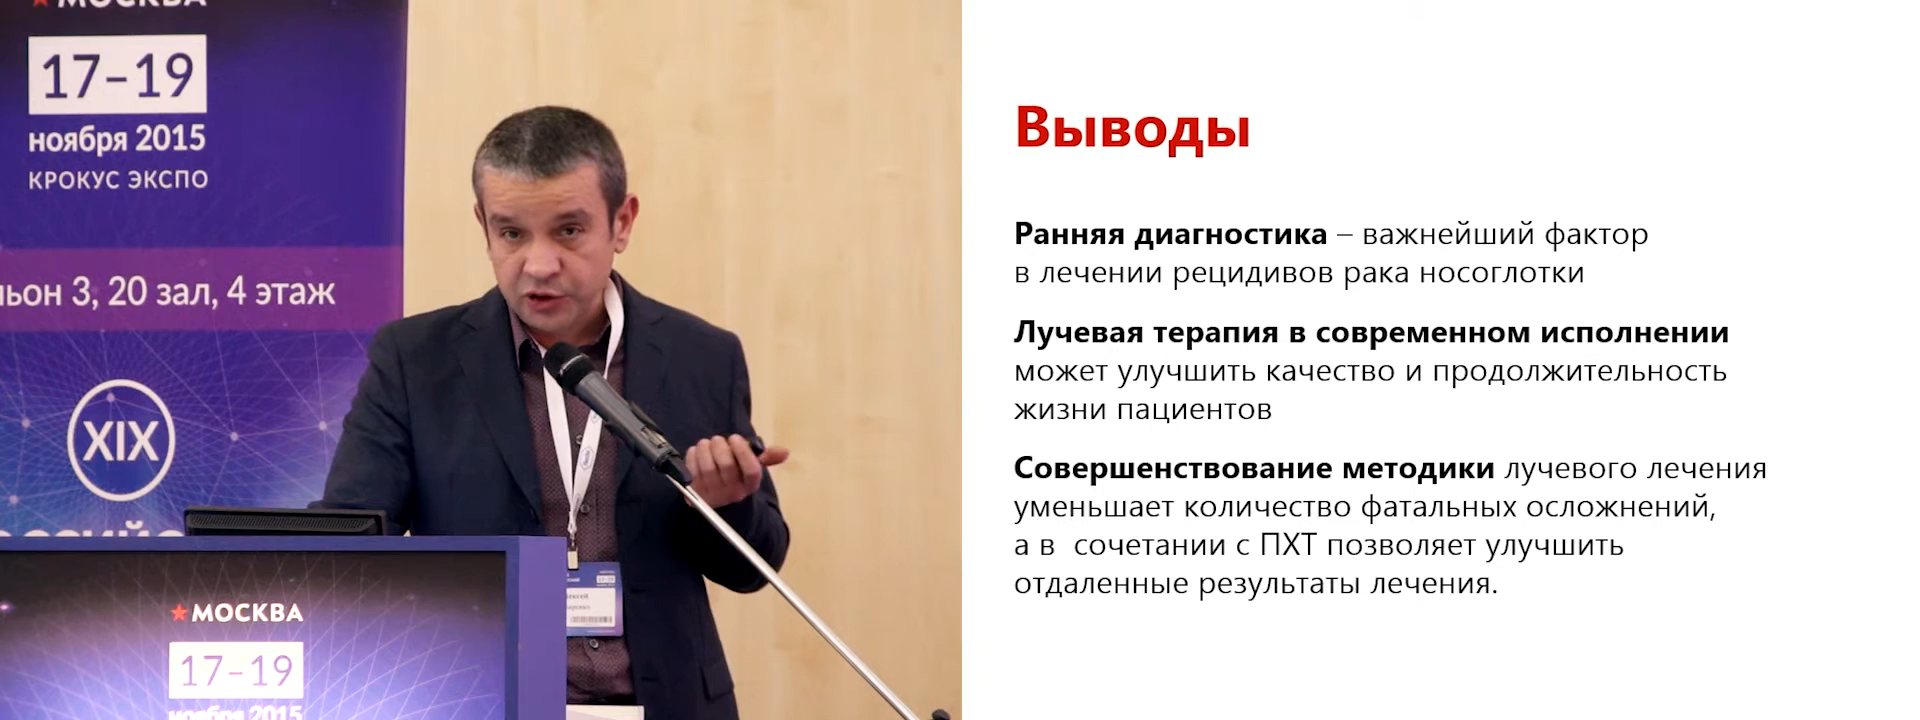 МОСКВА
17–19
ноября 2015
КРОКУС ЭКСПО
3, 20 зал, 4 этаж
XIX
МОСКВА
17–19
ноября 2015
Выводы
Ранняя диагностика – важнейший фактор
в лечении рецидивов рака носоглотки
Лучевая терапия в современном исполнении
может улучшить качество и продолжительность
жизни пациентов
Совершенствование методики лучевого лечения
уменьшает количество фатальных осложнений,
а в  сочетании с ПХТ позволяет улучшить
отдаленные результаты лечения.